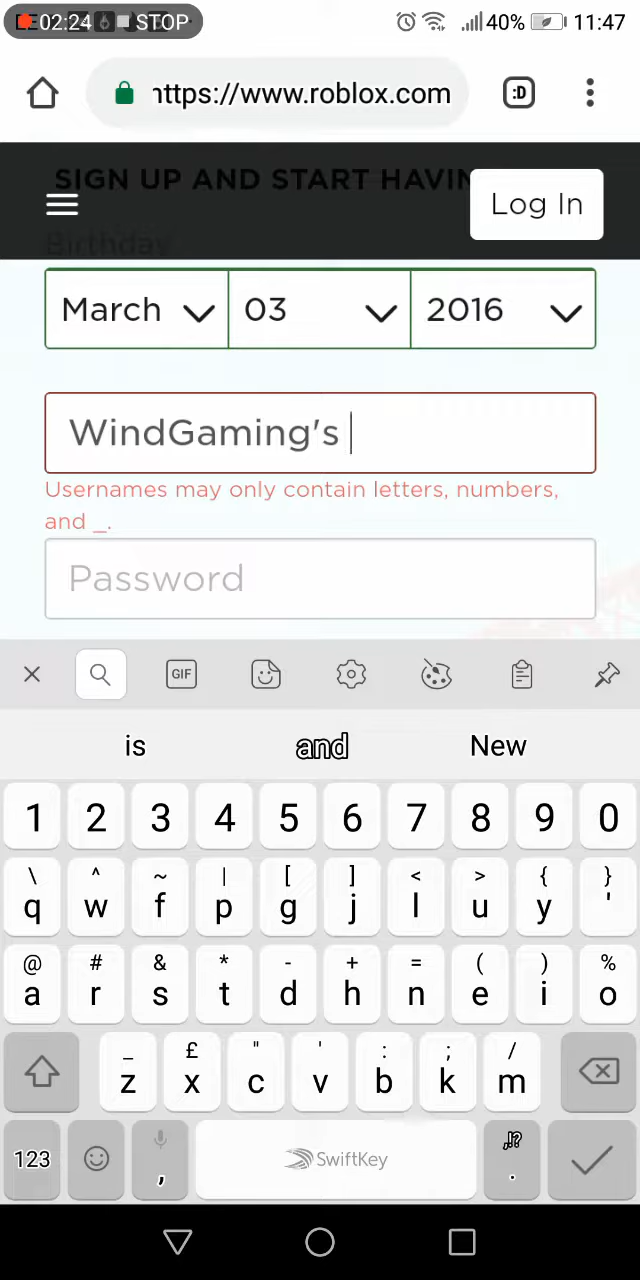 02:24 STOP 40% 11:47
https://www.roblox.com :D
SIGN UP AND START HAVIN
Log In
Birthday
March 03 2016
WindGaming's
Usernames may only contain letters, numbers,
and _.
Password
GIF
is and New
1 2 3 4 5 6 7 8 9 0
\ ^ ~ | [ ] < > { }
q w f p g j l u y '
@ # & * - + = ( ) %
a r s t d h n e i o
_ £ " ' : ; /
z x c v b k m
,!?
123 , SwiftKey .